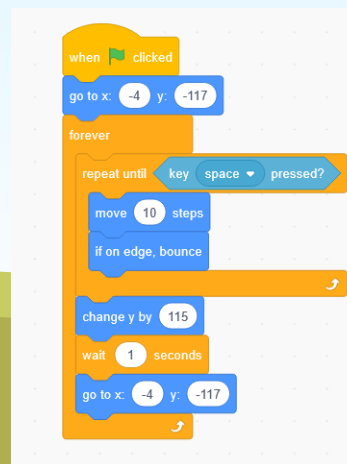 when clicked
go to x: -4 y: -117
forever
repeat until key space pressed?
move 10 steps
if on edge, bounce
change y by 115
wait 1 seconds
go to x: -4 y: -117